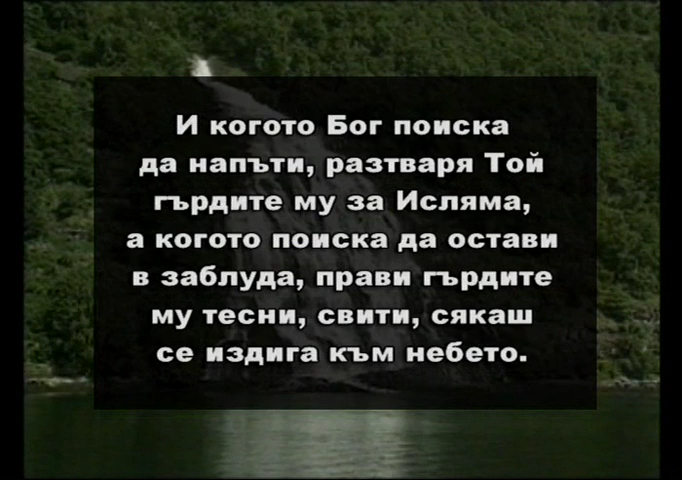 И когото Бог поиска
да напъти, разтваря Той
гърдите му за Исляма,
а когото поиска да остави
в заблуда, прави гърдите
му тесни, свити, сякаш
се издига към небето.